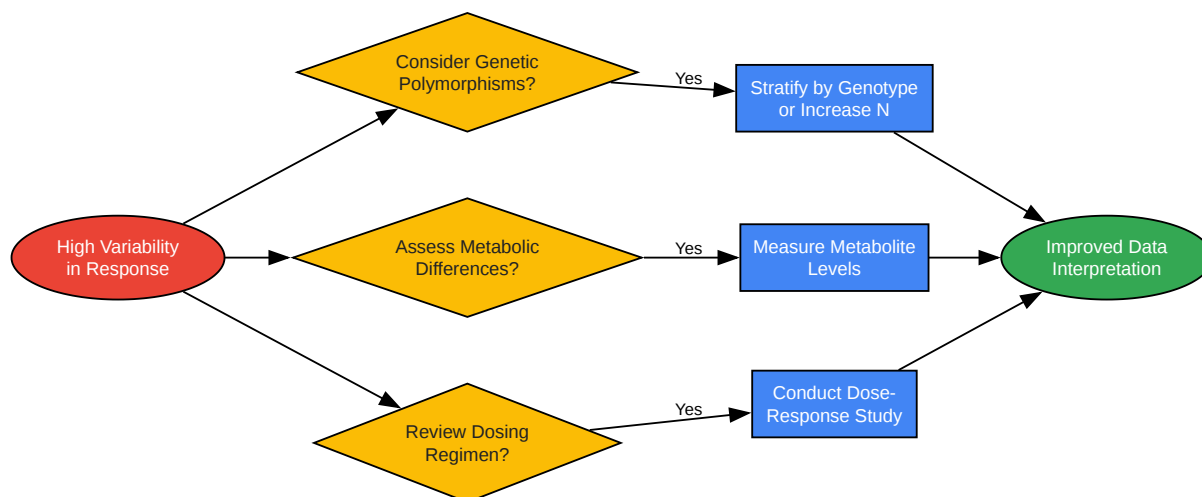 Consider Genetic
Polymorphisms?
Yes
Stratify by Genotype
or Increase N
High Variability
in Response
Assess Metabolic
Differences?
Yes
Measure Metabolite
Levels
Improved Data
Interpretation
Review Dosing
Regimen?
Yes
Conduct Dose-
Response Study